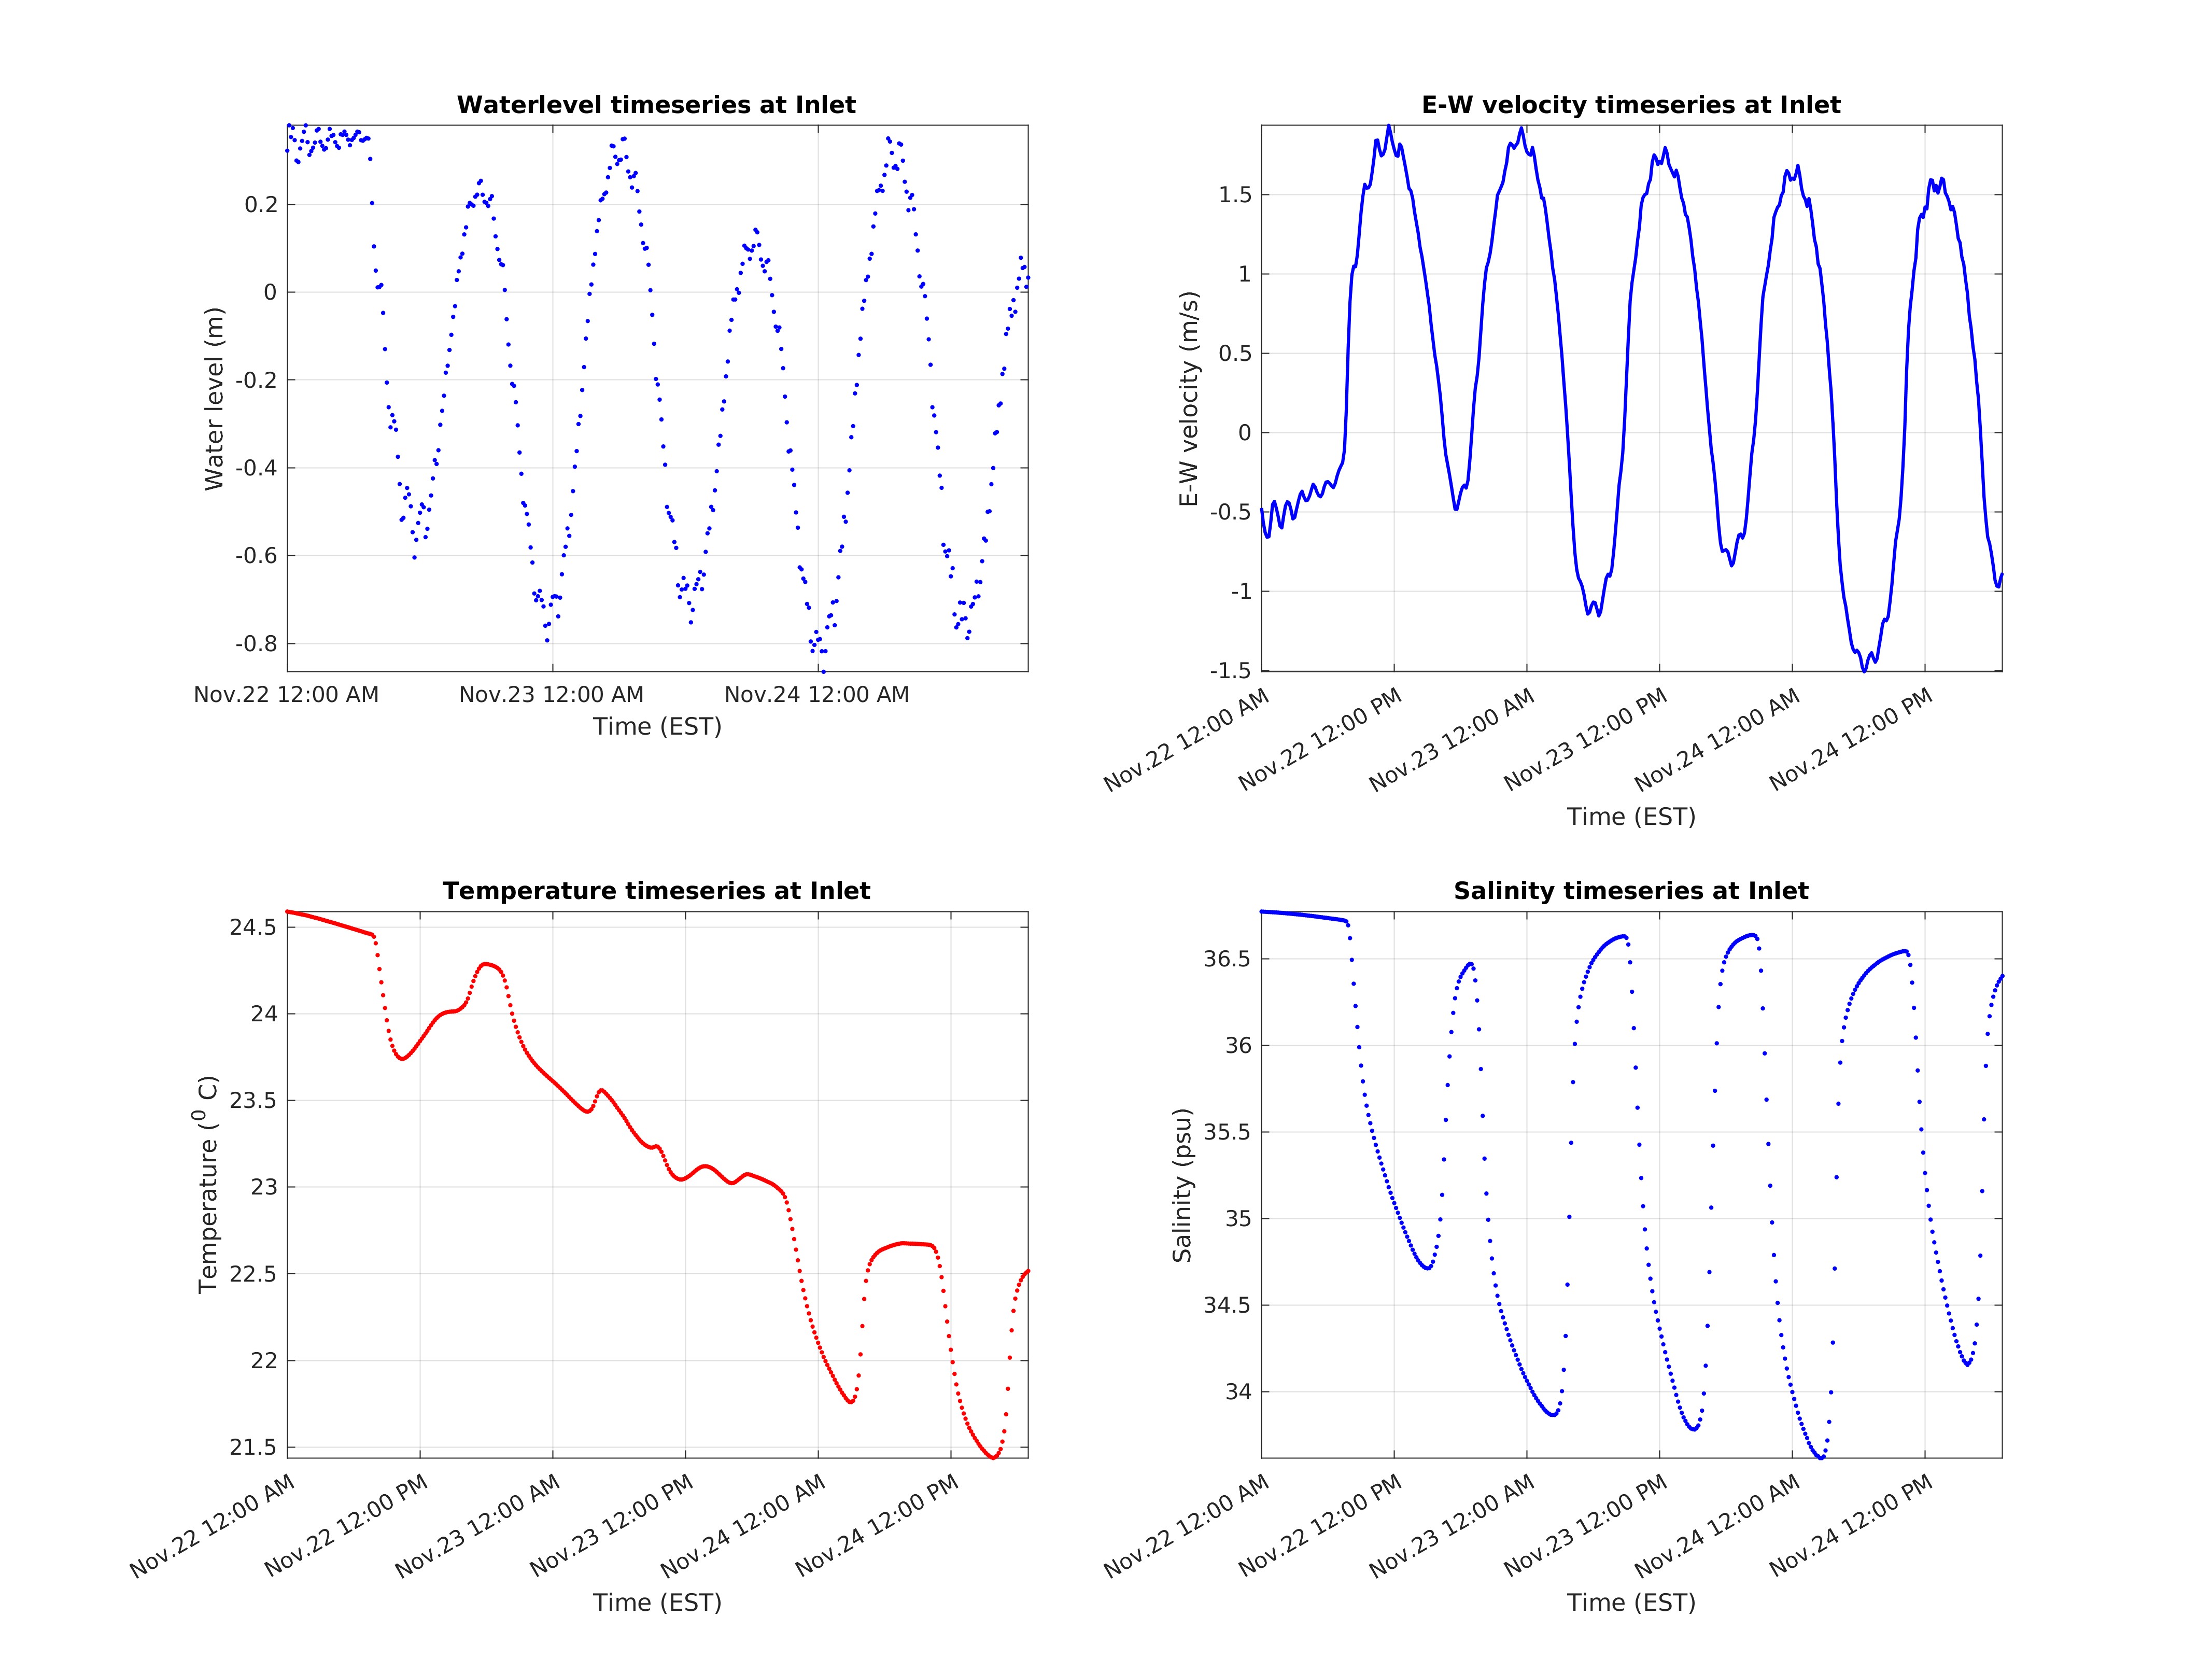 Waterlevel timeseries at Inlet
0.2
0
-0.2
-0.4
-0.6
-0.8
Water level (m)
Nov.22 12:00 AM Nov.23 12:00 AM Nov.24 12:00 AM
Time (EST)
E-W velocity timeseries at Inlet
1.5
1
0.5
0
-0.5
-1
-1.5
E-W velocity (m/s)
Nov.22 12:00 AM Nov.22 12:00 PM Nov.23 12:00 AM Nov.23 12:00 PM Nov.24 12:00 AM Nov.24 12:00 PM
Time (EST)
Temperature timeseries at Inlet
24.5
24
23.5
23
22.5
22
21.5
Temperature (⁰ C)
Nov.22 12:00 AM Nov.22 12:00 PM Nov.23 12:00 AM Nov.23 12:00 PM Nov.24 12:00 AM Nov.24 12:00 PM
Time (EST)
Salinity timeseries at Inlet
36.5
36
35.5
35
34.5
34
Salinity (psu)
Nov.22 12:00 AM Nov.22 12:00 PM Nov.23 12:00 AM Nov.23 12:00 PM Nov.24 12:00 AM Nov.24 12:00 PM
Time (EST)